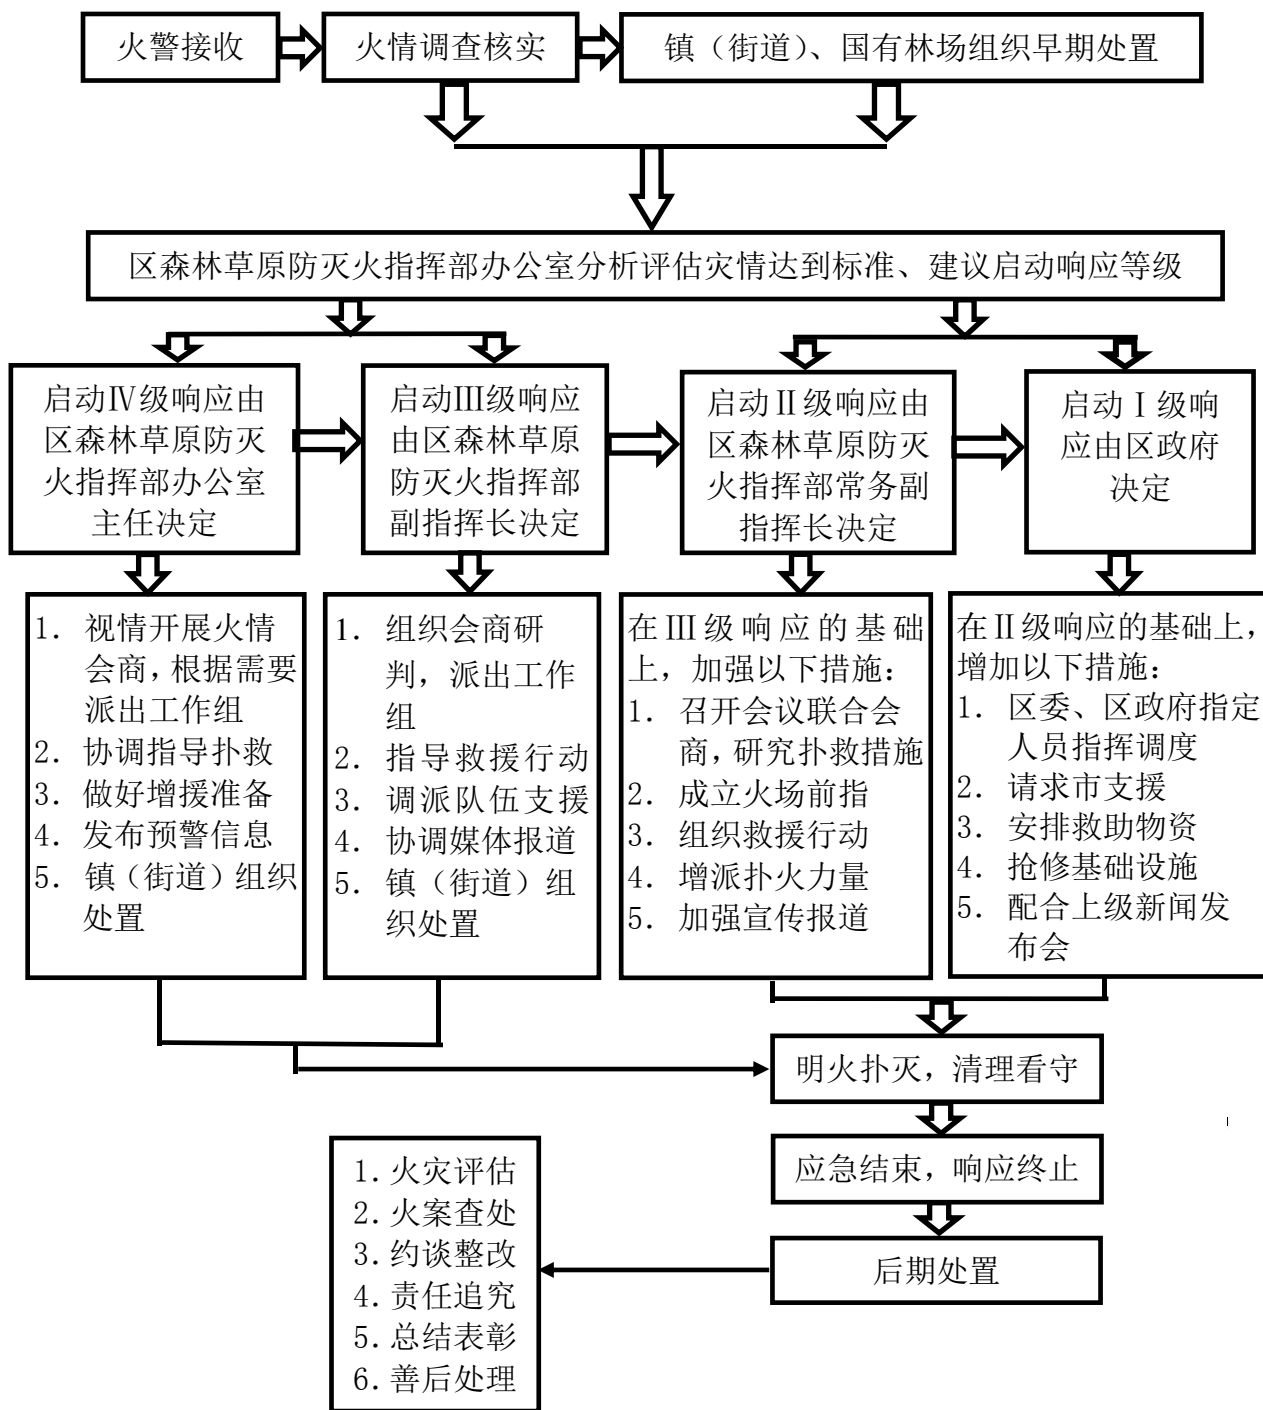 火警接收
火情调查核实
镇（街道）、国有林场组织早期处置
区森林草原防灭火指挥部办公室分析评估灾情达到标准、建议启动响应等级
启动Ⅳ级响应由
区森林草原防灭
火指挥部办公室
主任决定
启动Ⅲ级响应
由区森林草原
防灭火指挥部
副指挥长决定
启动Ⅱ级响应由
区森林草原防灭
火指挥部常务副
指挥长决定
启动Ⅰ级响
应由区政府
决定
1. 视情开展火情
会商，根据需要
派出工作组
2. 协调指导扑救
3. 做好增援准备
4. 发布预警信息
5. 镇（街道）组织
处置
1. 组织会商研
判，派出工作
组
2. 指导救援行动
3. 调派队伍支援
4. 协调媒体报道
5. 镇（街道）组
织处置
在Ⅲ级响应的基础
上，加强以下措施：
1. 召开会议联合会
商，研究扑救措施
2. 成立火场前指
3. 组织救援行动
4. 增派扑火力量
5. 加强宣传报道
在Ⅱ级响应的基础上，
增加以下措施：
1. 区委、区政府指定
人员指挥调度
2. 请求市支援
3. 安排救助物资
4. 抢修基础设施
5. 配合上级新闻发
布会
明火扑灭，清理看守
应急结束，响应终止
后期处置
1. 火灾评估
2. 火案查处
3. 约谈整改
4. 责任追究
5. 总结表彰
6. 善后处理